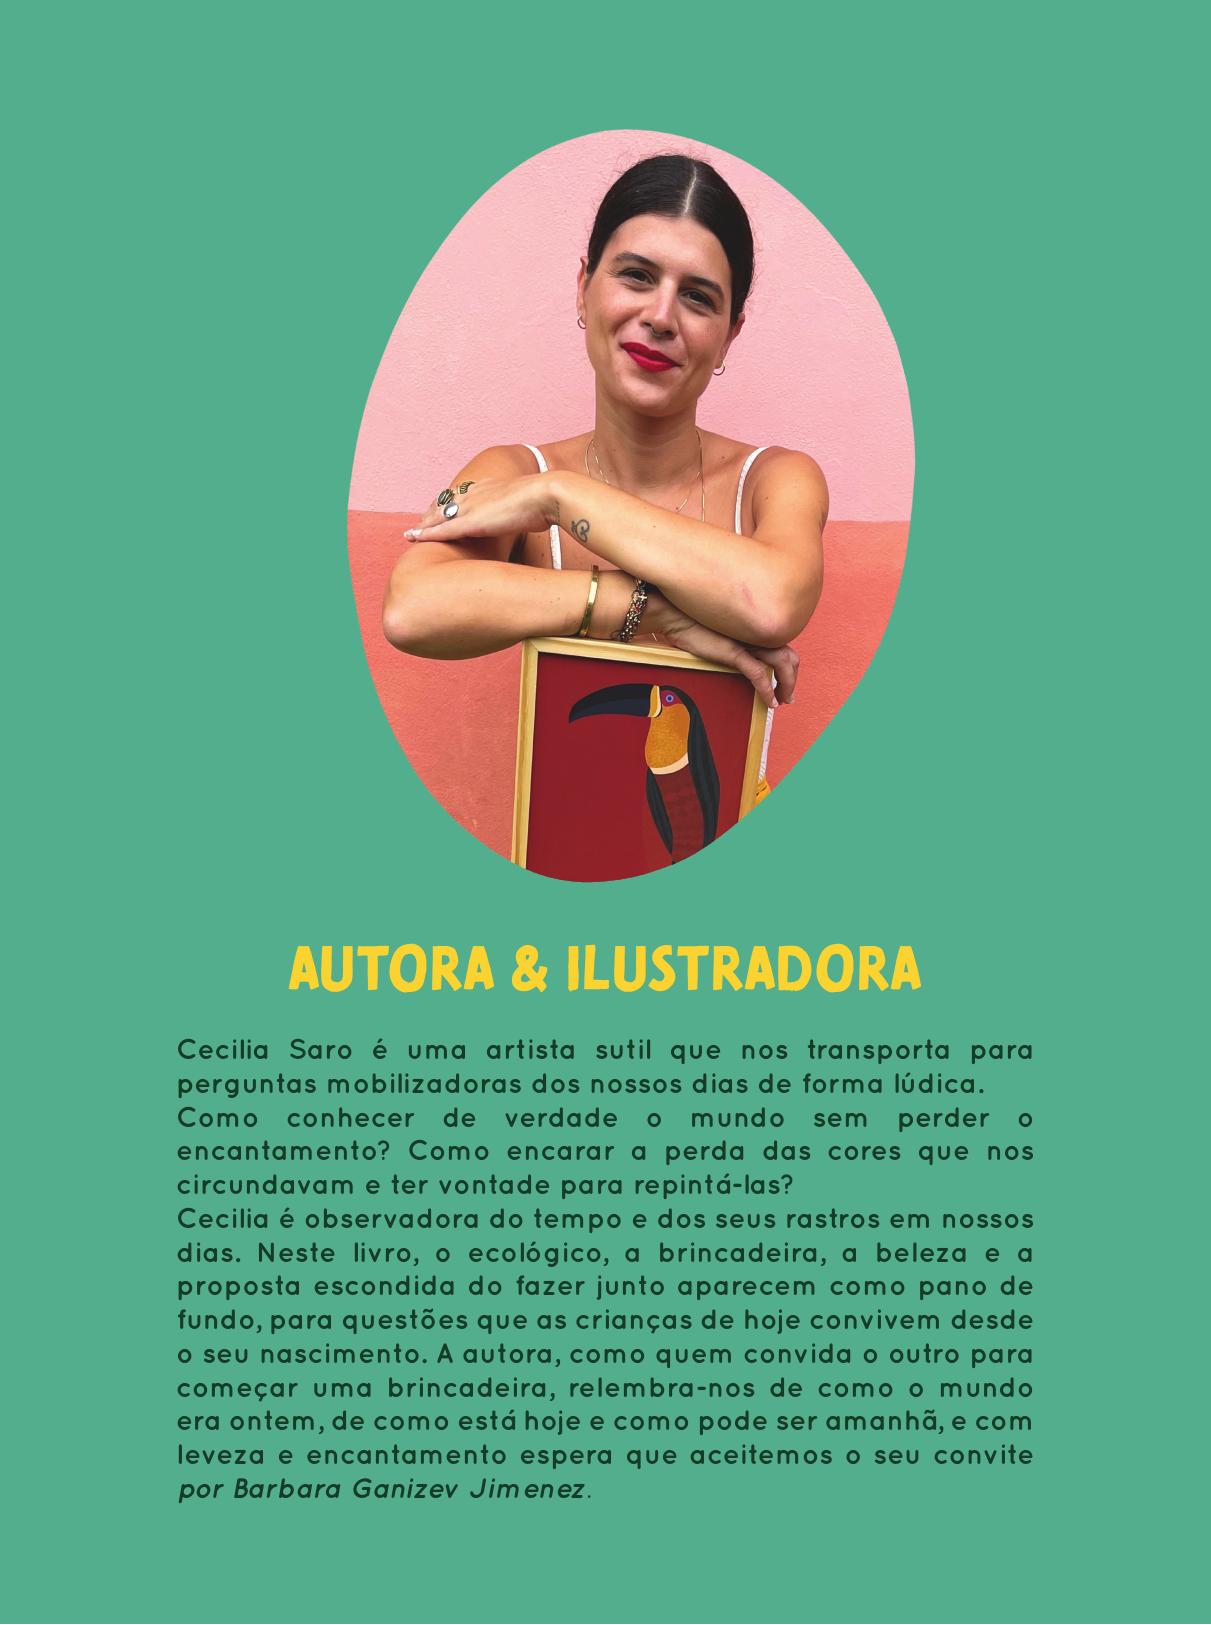 AUTORA & ILUSTRADORA
Cecilia Saro é uma artista sutil que nos transporta para
perguntas mobilizadoras dos nossos dias de forma lúdica.
Como conhecer de verdade o mundo sem perder o
encantamento? Como encarar a perda das cores que nos
circundavam e ter vontade para repintá-las?
Cecilia é observadora do tempo e dos seus rastros em nossos
dias. Neste livro, o ecológico, a brincadeira, a beleza e a
proposta escondida do fazer junto aparecem como pano de
fundo, para questões que as crianças de hoje convivem desde
o seu nascimento. A autora, como quem convida o outro para
começar uma brincadeira, relembra-nos de como o mundo
era ontem, de como está hoje e como pode ser amanhã, e com
leveza e encantamento espera que aceitemos o seu convite
por Barbara Ganizev Jimenez.